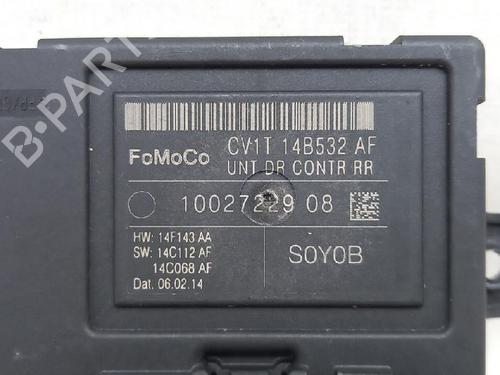 B-PARTS
CV1T 14B532 AF
FoMoCo
UNT DR CONTR RR
10027229 08
HW: 14F143 AA
SW: 14C112 AF
14C068 AF
Dat. 06.02.14
S0Y0B